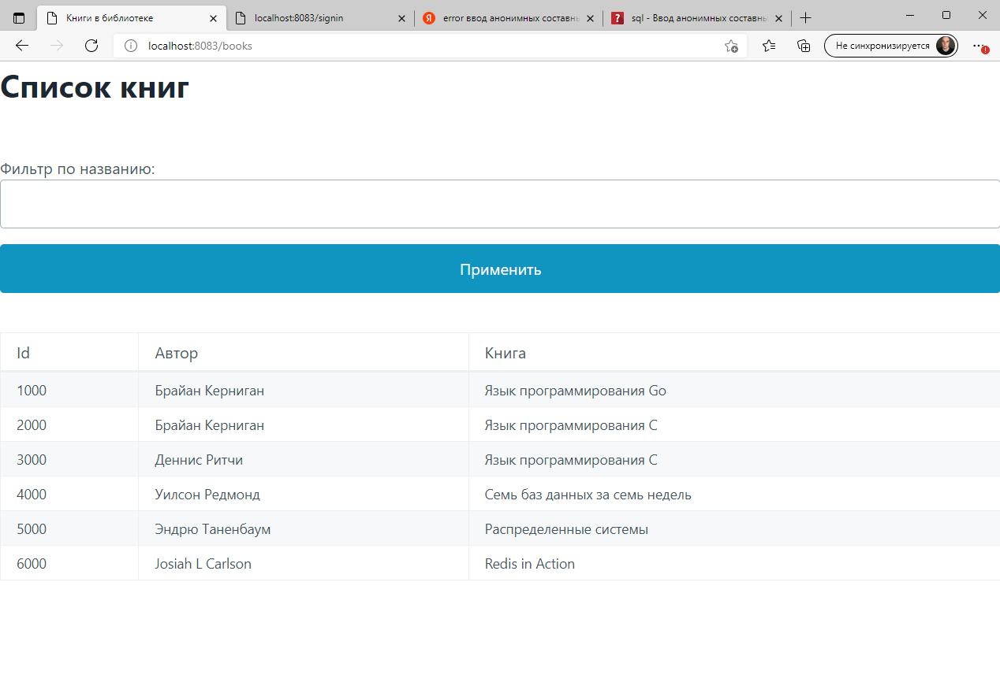 Книги в библиотеке
localhost:8083/signin
error ввод анонимных составны
sql - Ввод анонимных составны
localhost:8083/books
Не синхронизируется
Список книг
Фильтр по названию:
Применить
Id Автор Книга
1000 Брайан Керниган Язык программирования Go
2000 Брайан Керниган Язык программирования C
3000 Деннис Ритчи Язык программирования C
4000 Уилсон Редмонд Семь баз данных за семь недель
5000 Эндрю Таненбаум Распределенные системы
6000 Josiah L Carlson Redis in Action